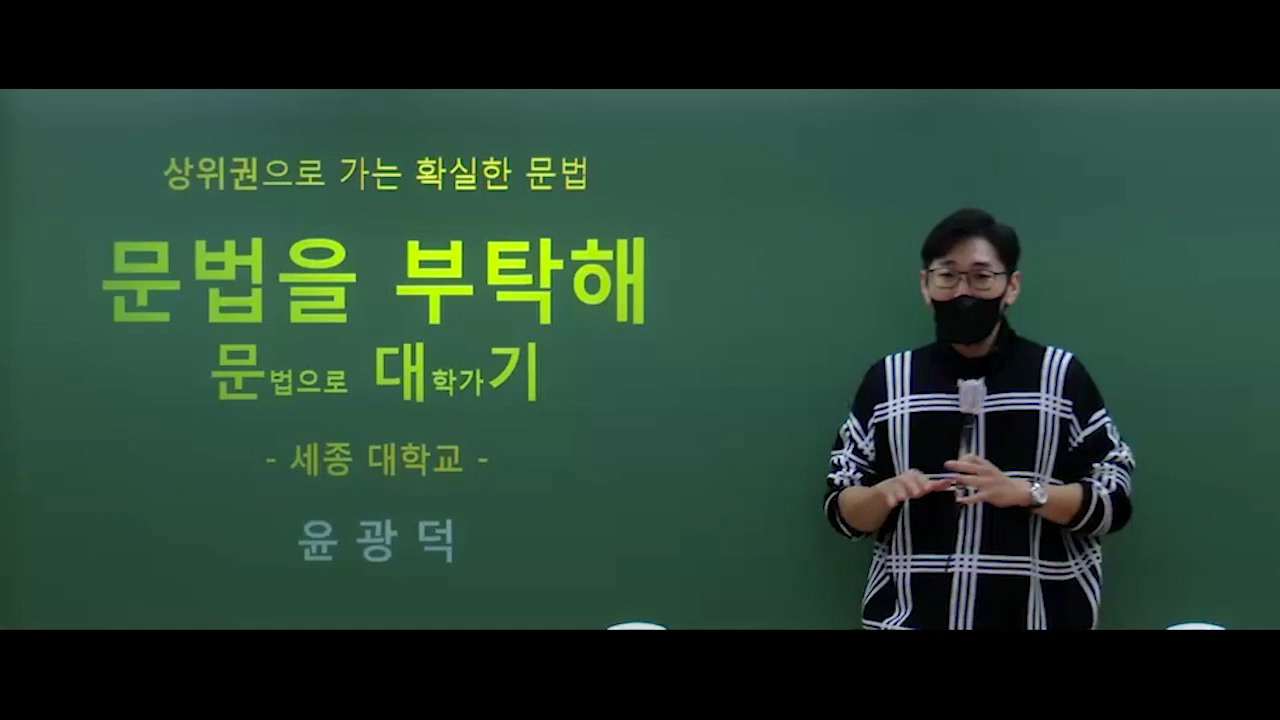 상위권으로 가는 확실한 문법
문법을 부탁해
문법으로 대학가기
- 세종 대학교 -
윤 광 덕